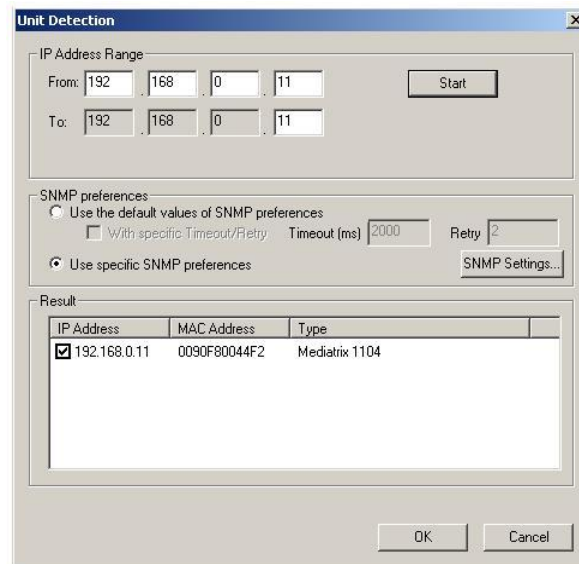 Unit Detection
IP Address Range
From: 192 . 168 . 0 . 11 Start
To: 192 . 168 . 0 . 11
SNMP preferences
Use the default values of SNMP preferences
With specific Timeout/Retry Timeout (ms) 2000 Retry 2
Use specific SNMP preferences SNMP Settings...
Result
IP Address MAC Address Type
192.168.0.11 0090F80044F2 Mediatrix 1104
OK Cancel